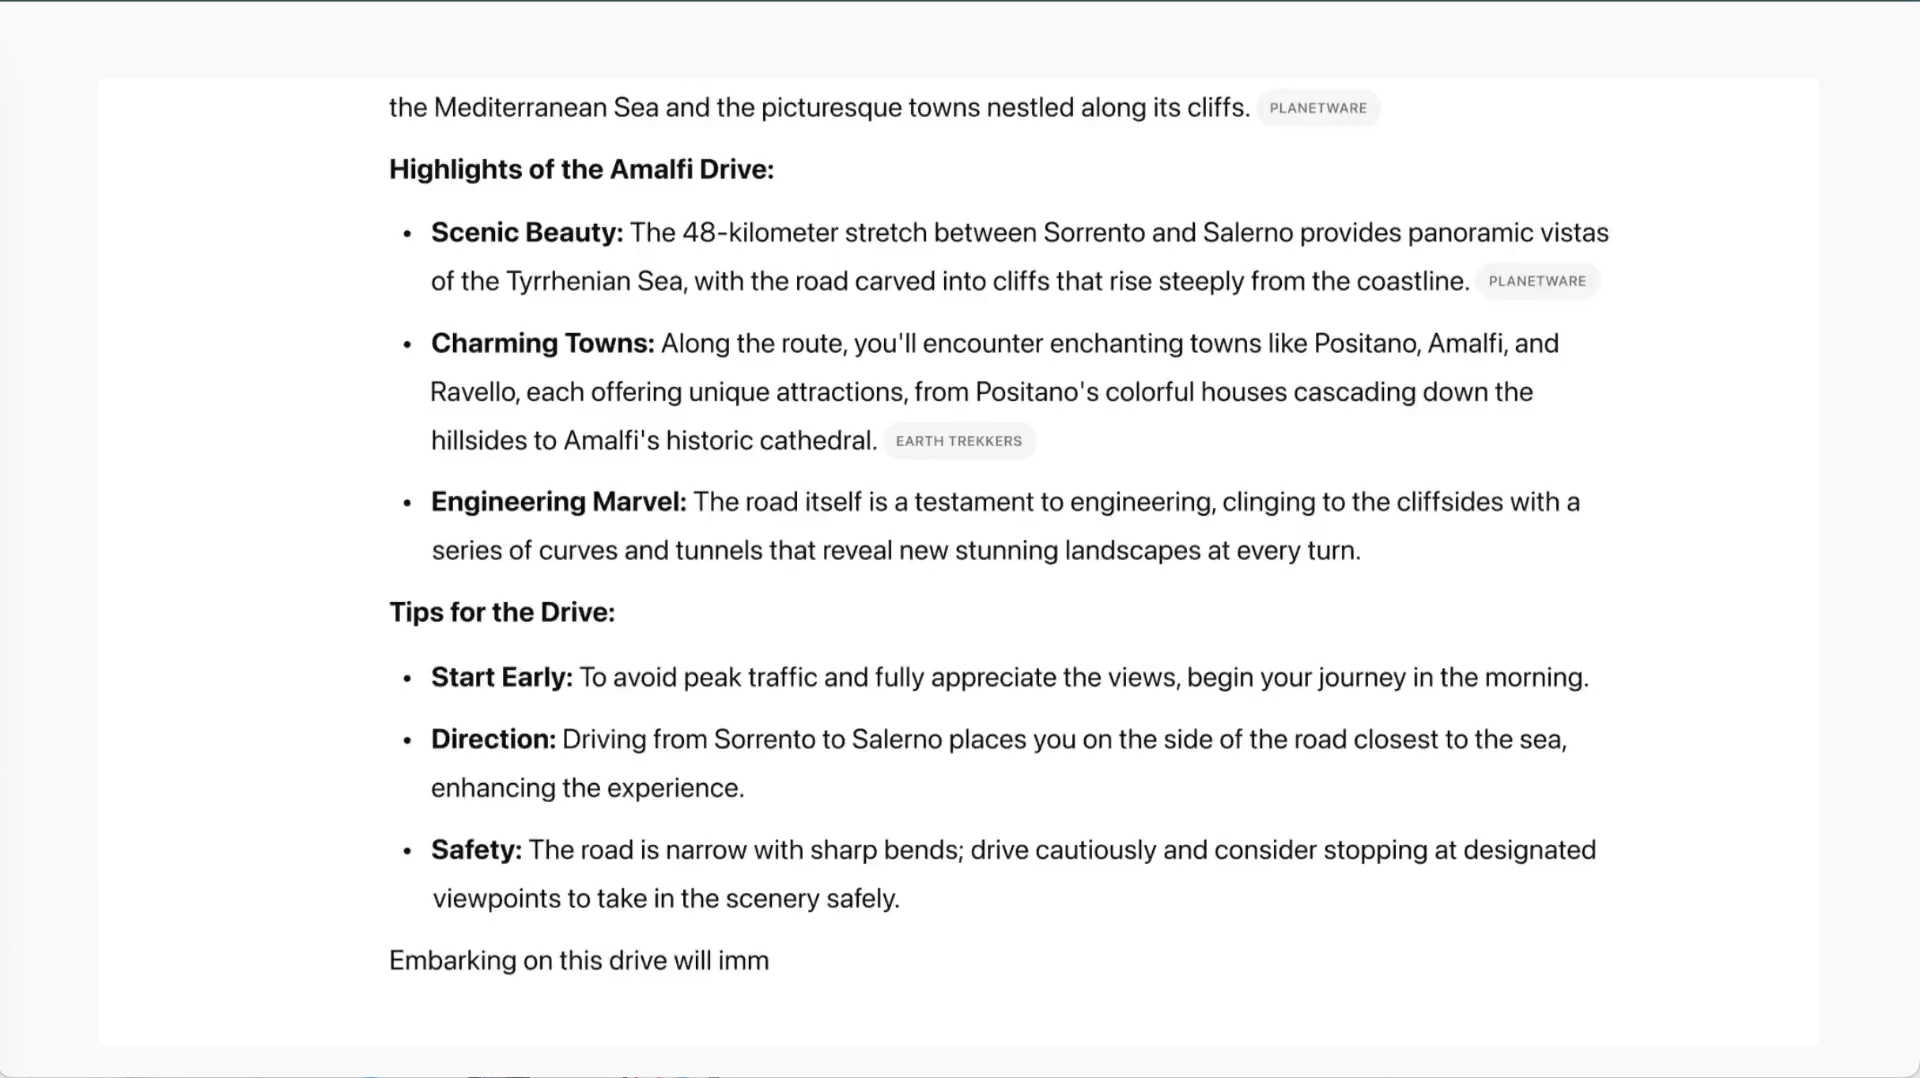 the Mediterranean Sea and the picturesque towns nestled along its cliffs. PLANETWARE
Highlights of the Amalfi Drive:
• Scenic Beauty: The 48-kilometer stretch between Sorrento and Salerno provides panoramic vistas
of the Tyrrhenian Sea, with the road carved into cliffs that rise steeply from the coastline. PLANETWARE
• Charming Towns: Along the route, you'll encounter enchanting towns like Positano, Amalfi, and
Ravello, each offering unique attractions, from Positano's colorful houses cascading down the
hillsides to Amalfi's historic cathedral. EARTH TREKKERS
• Engineering Marvel: The road itself is a testament to engineering, clinging to the cliffsides with a
series of curves and tunnels that reveal new stunning landscapes at every turn.
Tips for the Drive:
• Start Early: To avoid peak traffic and fully appreciate the views, begin your journey in the morning.
• Direction: Driving from Sorrento to Salerno places you on the side of the road closest to the sea,
enhancing the experience.
• Safety: The road is narrow with sharp bends; drive cautiously and consider stopping at designated
viewpoints to take in the scenery safely.
Embarking on this drive will imm